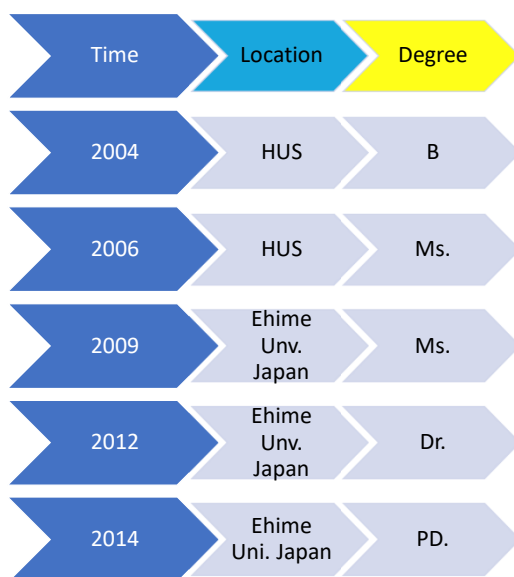 Time
Location
Degree
2004
HUS
B
2006
HUS
Ms.
2009
Ehime
Unv.
Japan
Ms.
2012
Ehime
Unv.
Japan
Dr.
2014
Ehime
Uni. Japan
PD.